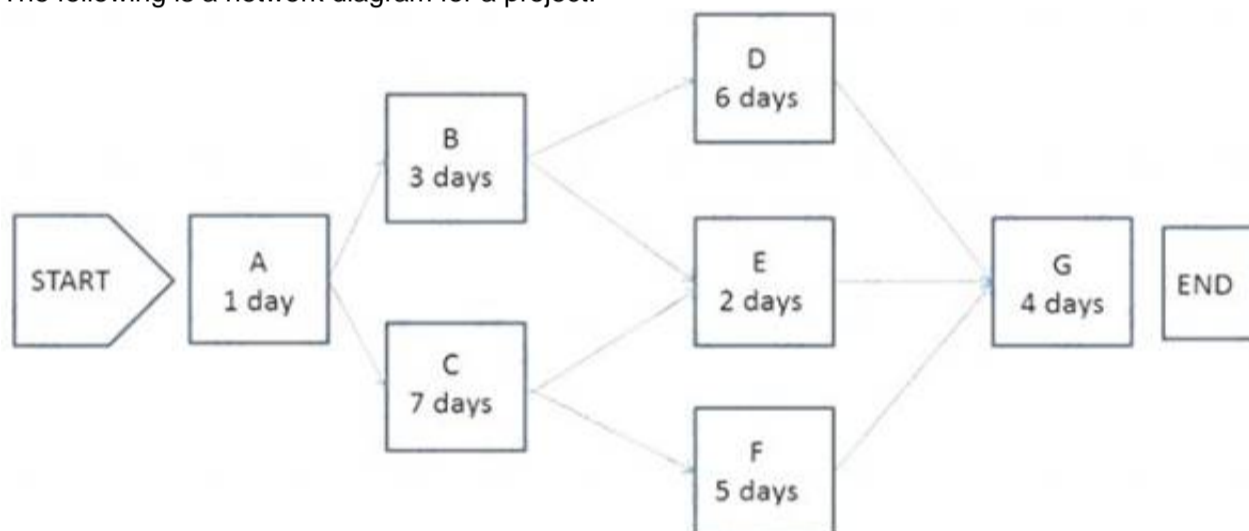 The following is a network diagram for a project.
D
6 days
B
3 days
START
A
1 day
E
2 days
G
4 days
END
C
7 days
F
5 days